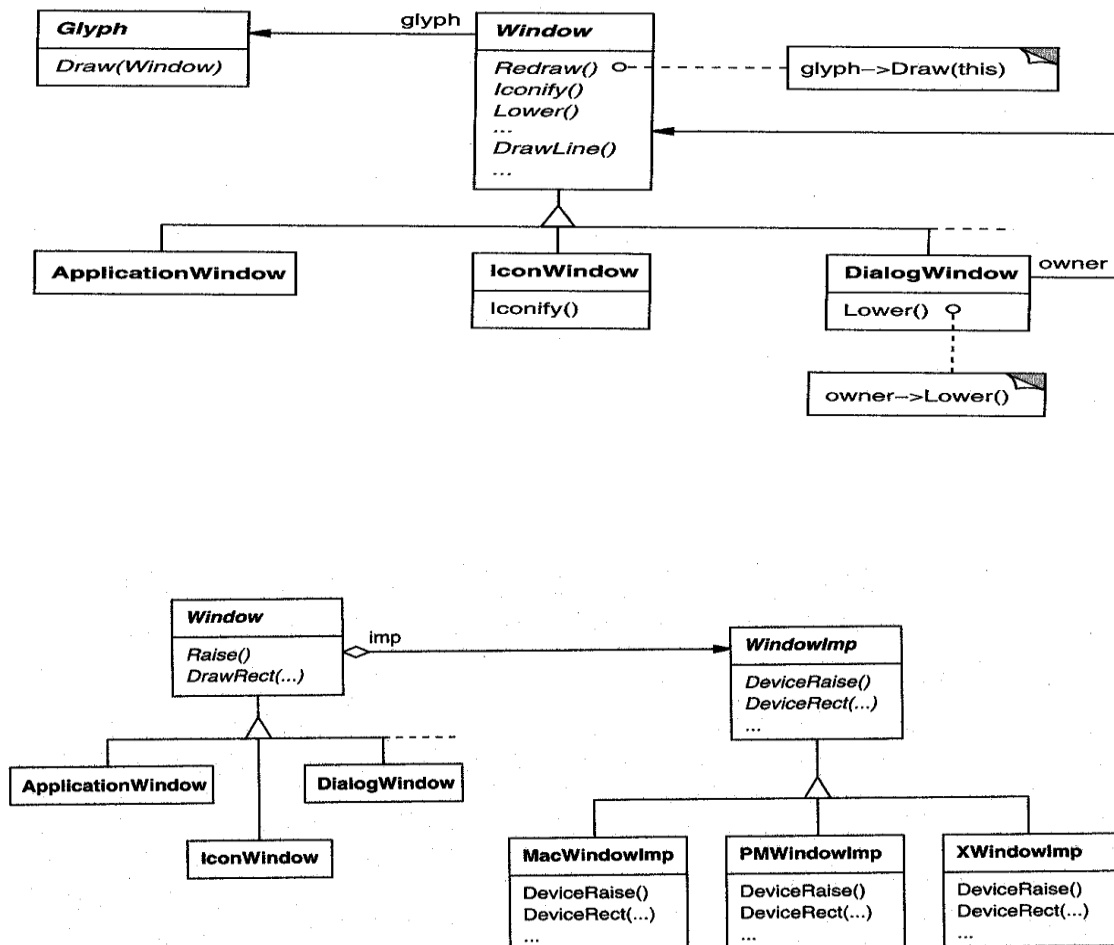 Glyph
Draw(Window)
glyph
Window
Redraw()
Iconify()
Lower()
...
DrawLine()
...
glyph->Draw(this)
ApplicationWindow
IconWindow
Iconify()
DialogWindow
Lower()
owner
owner->Lower()
Window
Raise()
DrawRect(...)
imp
WindowImp
DeviceRaise()
DeviceRect(...)
...
ApplicationWindow
DialogWindow
IconWindow
MacWindowImp
DeviceRaise()
DeviceRect(...)
...
PMWindowImp
DeviceRaise()
DeviceRect(...)
...
XWindowImp
DeviceRaise()
DeviceRect(...)
...